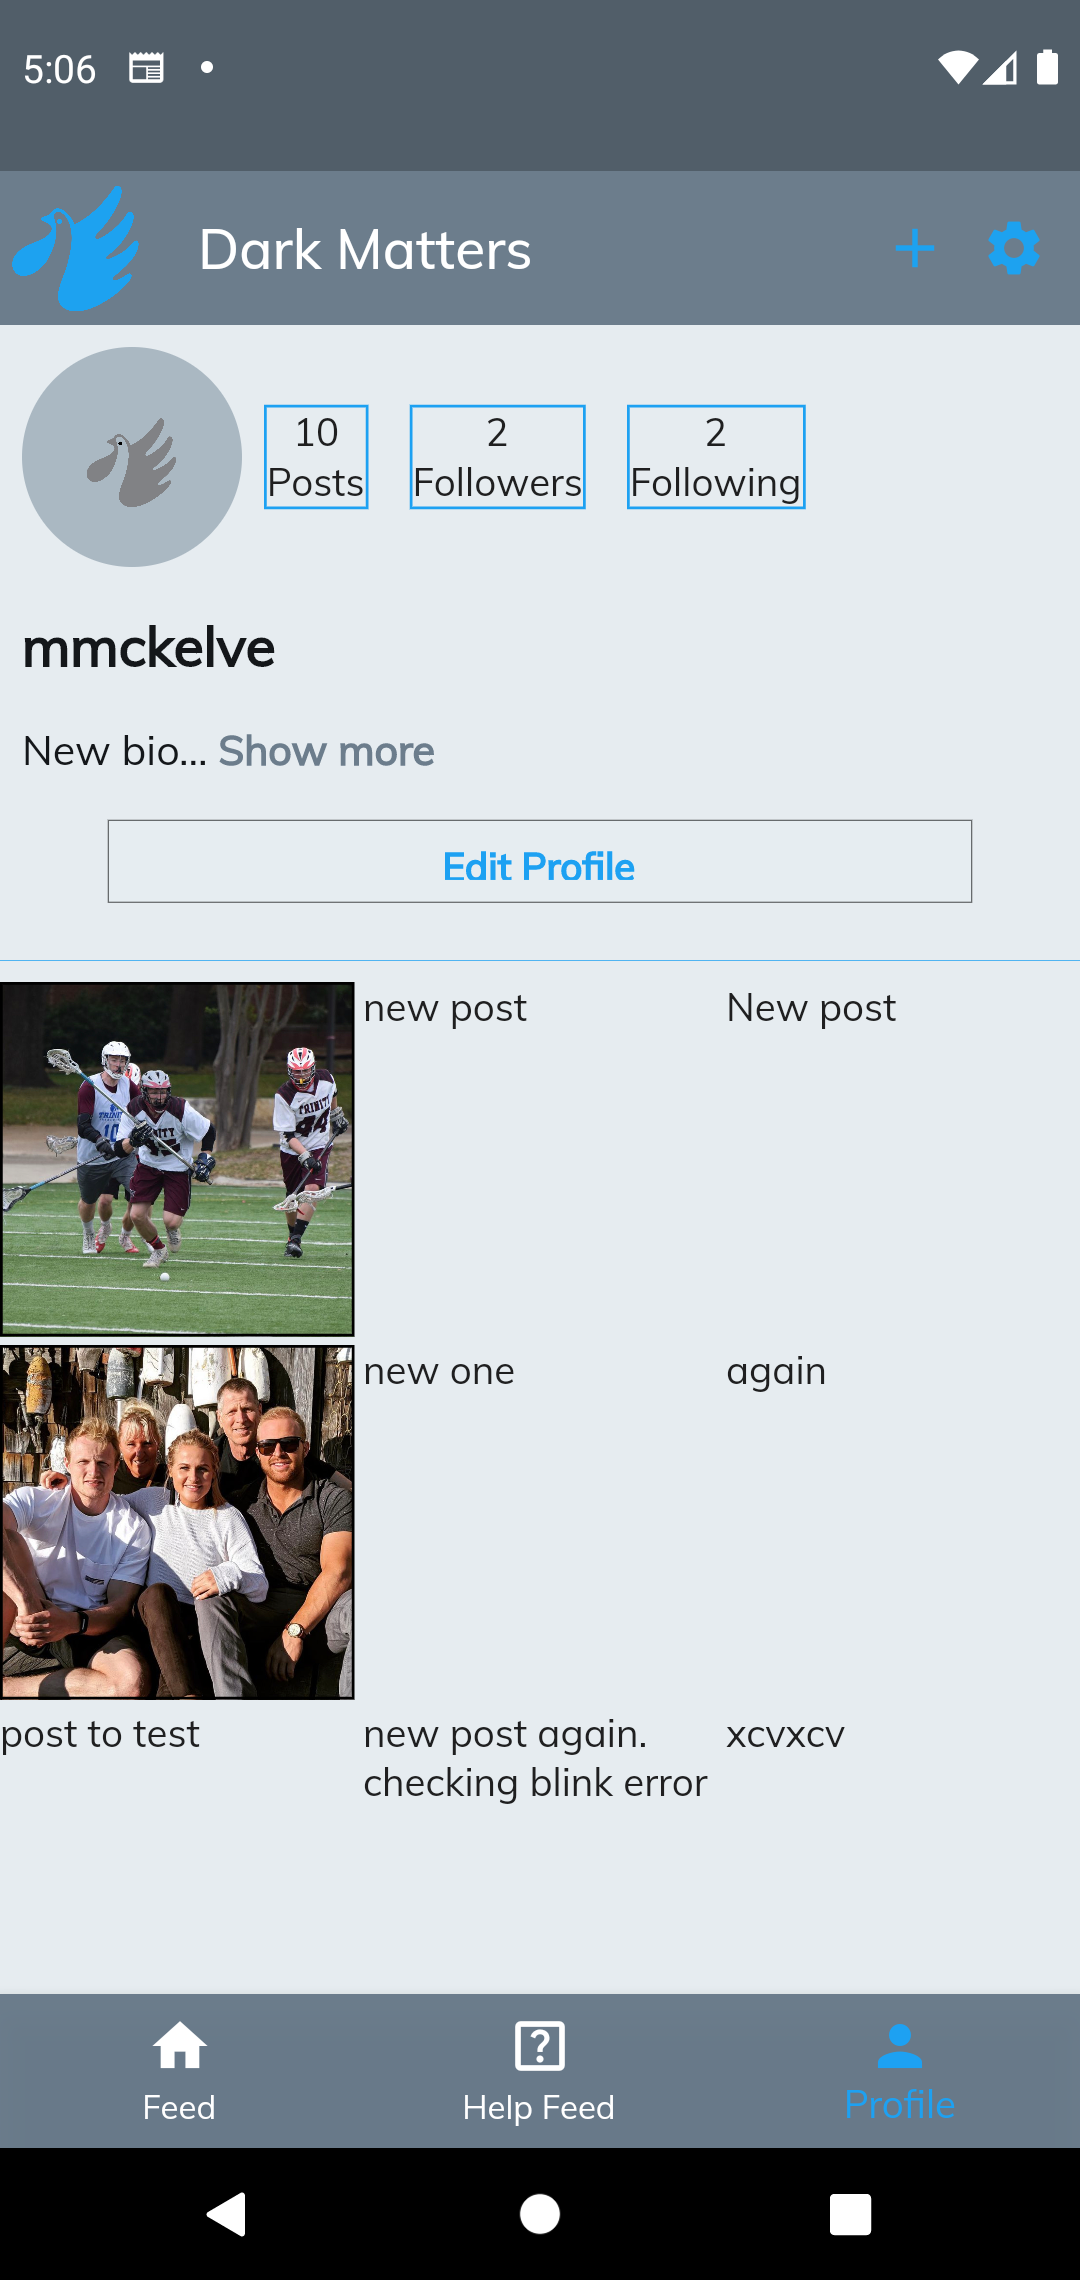 5:06
Dark Matters
10
Posts
2
Followers
2
Following
mmckelve
New bio... Show more
Edit Profile
new post
New post
TRINITY
44
new one
again
post to test
new post again.
checking blink error
xcvxcv
Feed
Help Feed
Profile